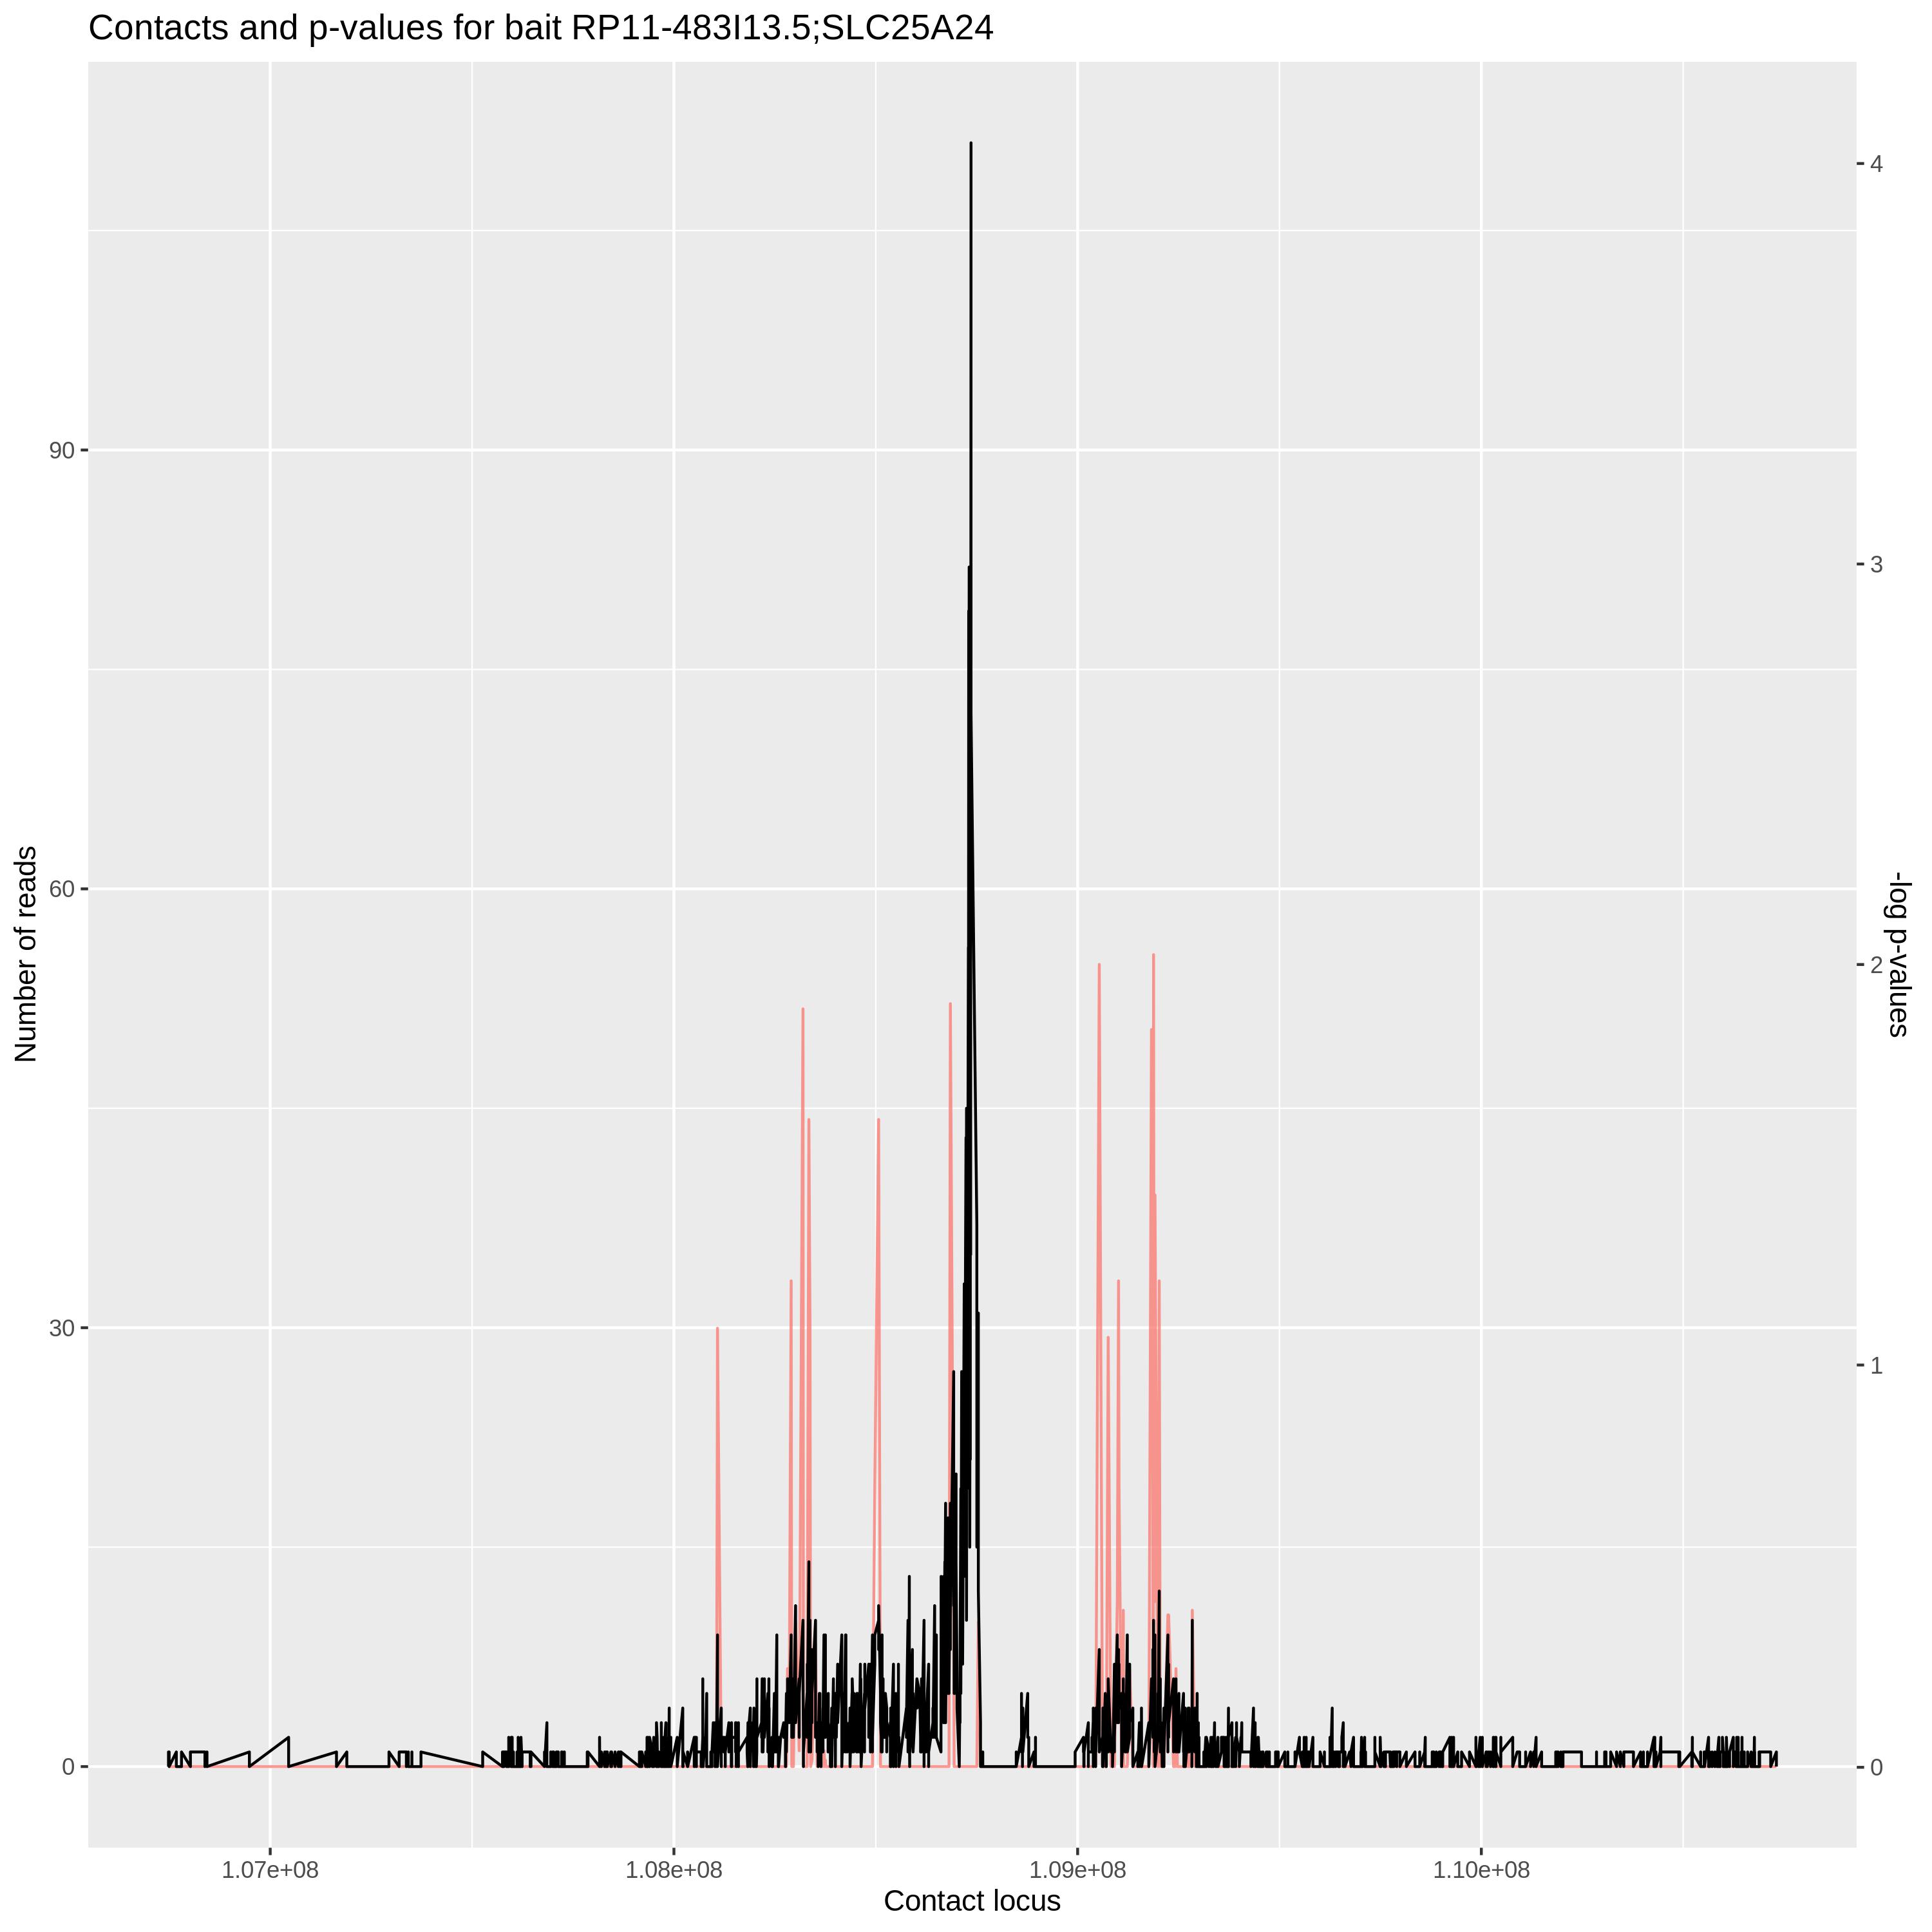 Contacts and p-values for bait RP11-483I13.5;SLC25A24
Number of reads
90
60
30
0
4
3
2
1
0
-log p-values
1.07e+08
1.08e+08
1.09e+08
1.10e+08
Contact locus